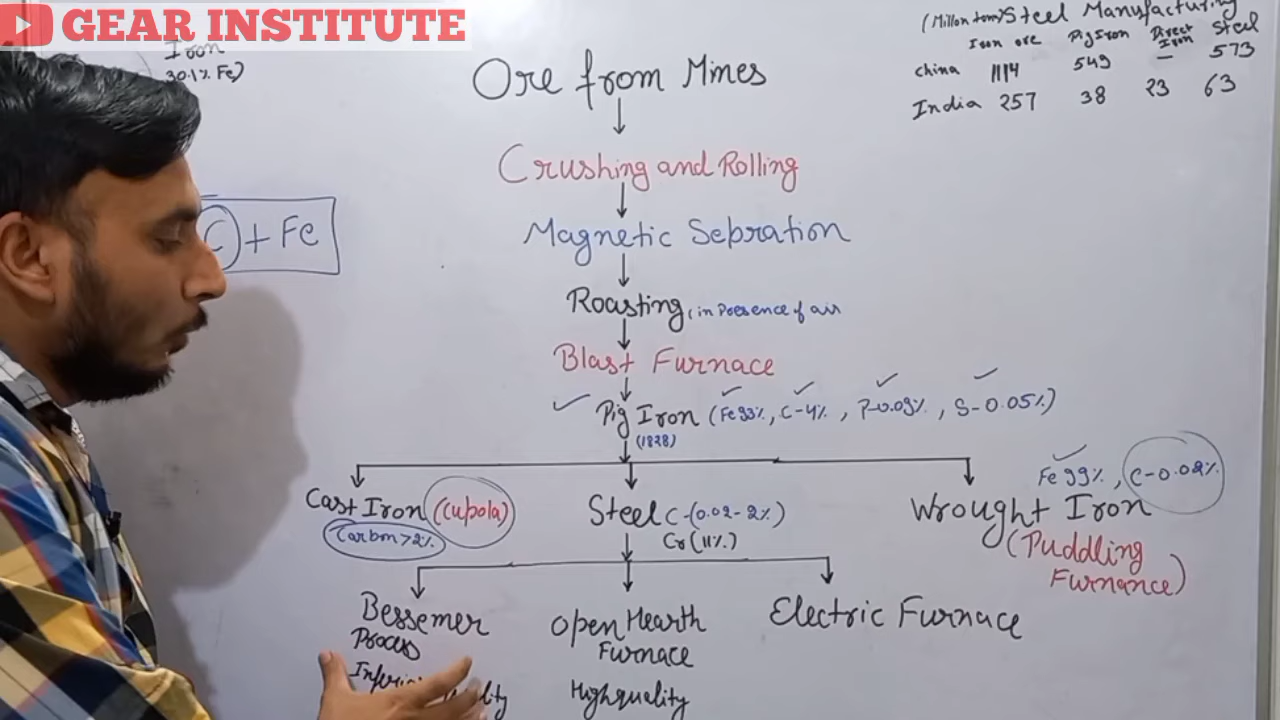 GEAR INSTITUTE
Iron
30.1% Fe)
(Millon tom) Steel Manufacturing
Iron ore Pig Iron Direct Iron Steel
China 1114 549 — 573
India 257 38 23 63
Ore from Mines
Crushing and Rolling
C + Fe
Magnetic Sebration
Roasting (in Presence of air
Blast Furnace
Pig Iron (Fe 93%, C-4%, P-0.09%, S-0.05%)
(1828)
Fe 99%, C-0.02%
Cast Iron (Cupola)
Carbon>2%
Steel C-(0.02-2%)
Cr(11%)
Wrought Iron
(Puddling
Furnance)
Bessemer
Process
open Hearth
Furnace
Electric Furnace
High quality